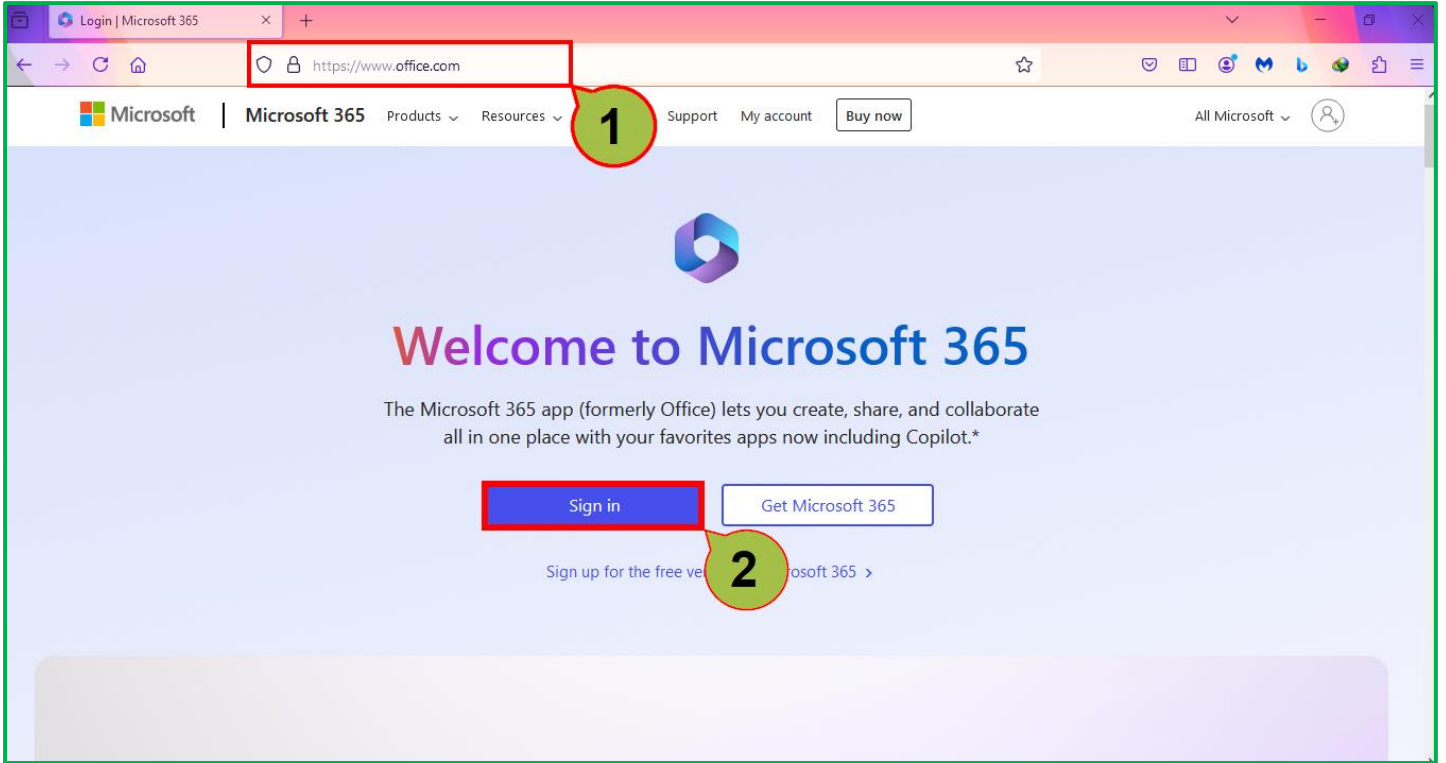 Login | Microsoft 365
https://www.office.com
Microsoft Microsoft 365 Products Resources Support My account Buy now All Microsoft
1
Welcome to Microsoft 365
The Microsoft 365 app (formerly Office) lets you create, share, and collaborate
all in one place with your favorites apps now including Copilot.*
Sign in Get Microsoft 365
2
Sign up for the free 365